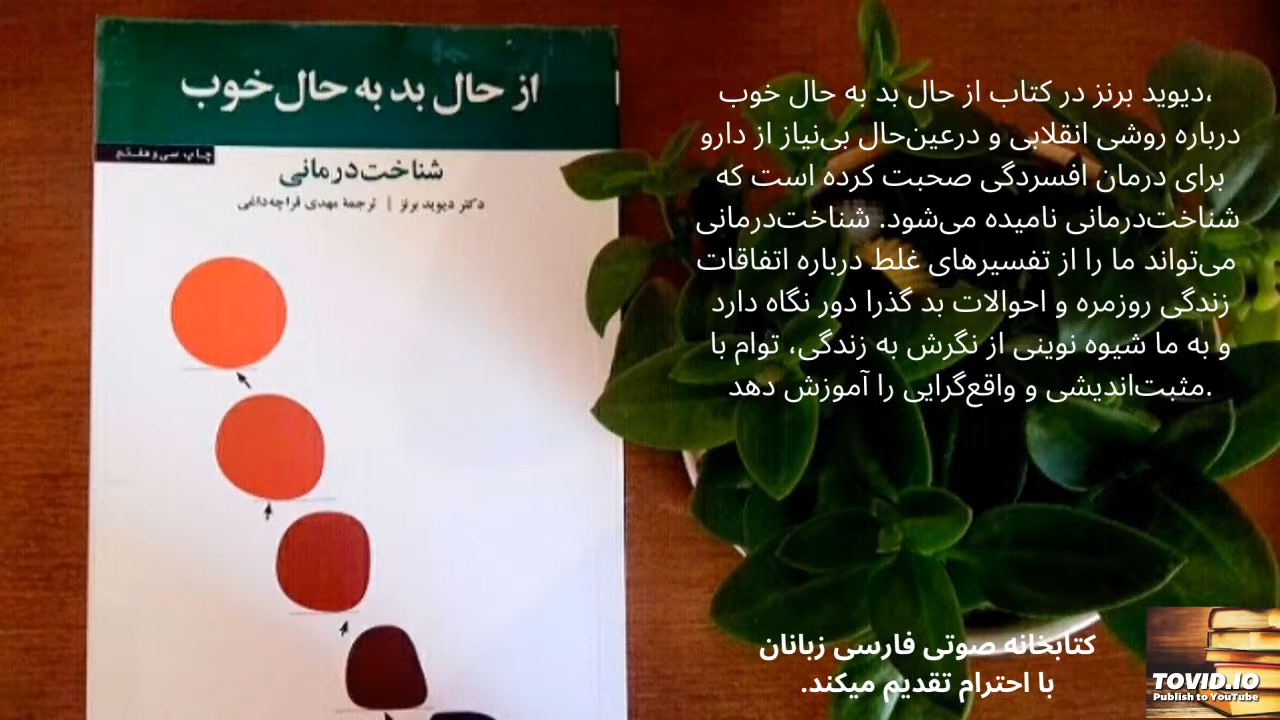 از حال بد به حال‌خوب
چاپ سی‌و‌هفتم
شناخت‌درمانی
دکتر دیوید برنز | ترجمهٔ مهدی قراچه‌داغی
دیوید برنز در کتاب از حال بد به حال خوب،
درباره روشی انقلابی و درعین‌حال بی‌نیاز از دارو
برای درمان افسردگی صحبت کرده است که
شناخت‌درمانی نامیده می‌شود. شناخت‌درمانی
می‌تواند ما را از تفسیرهای غلط درباره اتفاقات
زندگی روزمره و احوالات بد گذرا دور نگاه دارد
و به ما شیوه نوینی از نگرش به زندگی، توام با
مثبت‌اندیشی و واقع‌گرایی را آموزش دهد.
کتابخانه صوتی فارسی زبانان
با احترام تقدیم میکند.
TOVID.IO
Publish to YouTube